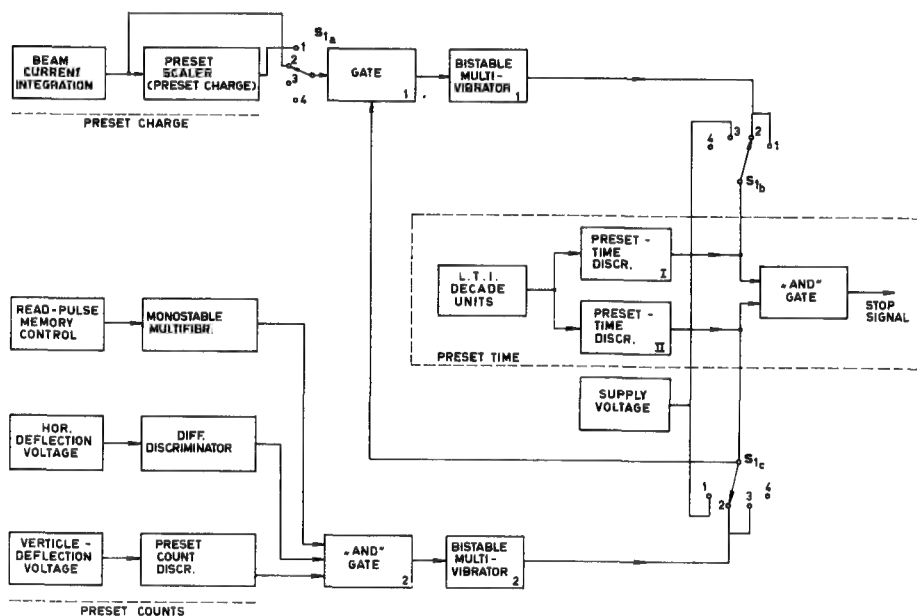 BEAM
CURRENT
INTEGRATION
PRESET
SCALER
(PRESET CHARGE)
PRESET CHARGE
S1a
1
2
3
4
GATE
1
BISTABLE
MULTI-
VIBRATOR
1
4
3
2
1
S1b
L.T.I.
DECADE
UNITS
PRESET -
TIME
DISCR.
I
PRESET -
TIME
DISCR.
II
„AND”
GATE
STOP
SIGNAL
PRESET TIME
READ-PULSE
MEMORY
CONTROL
MONOSTABLE
MULTIFIBR.
SUPPLY
VOLTAGE
HOR.
DEFLECTION
VOLTAGE
DIFF.
DISCRIMINATOR
S1c
1
2
3
4
VERTICLE-
DEFLECTION
VOLTAGE
PRESET
COUNT
DISCR.
„AND”
GATE
2
BISTABLE
MULTI-
VIBRATOR
2
PRESET COUNTS